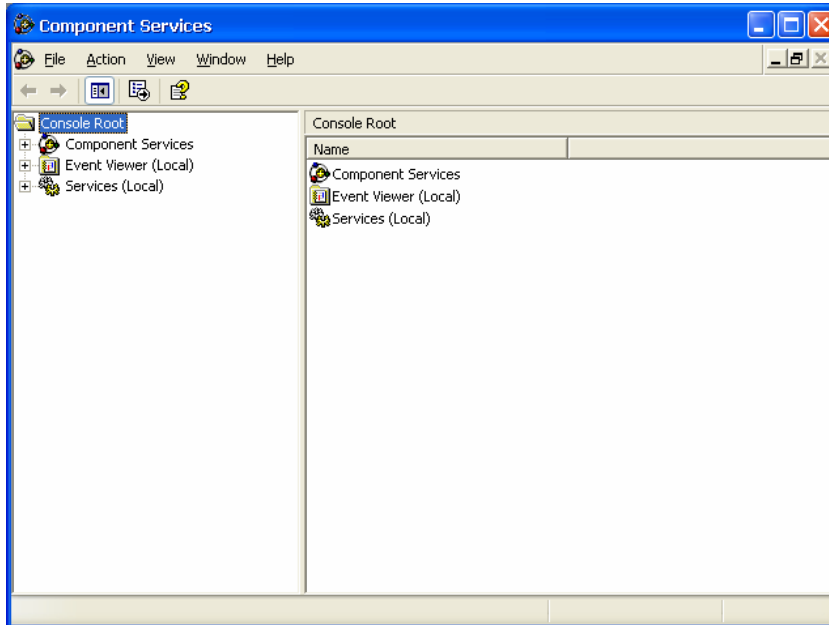 Component Services
File Action View Window Help
Console Root
Component Services
Event Viewer (Local)
Services (Local)
Console Root
Name
Component Services
Event Viewer (Local)
Services (Local)